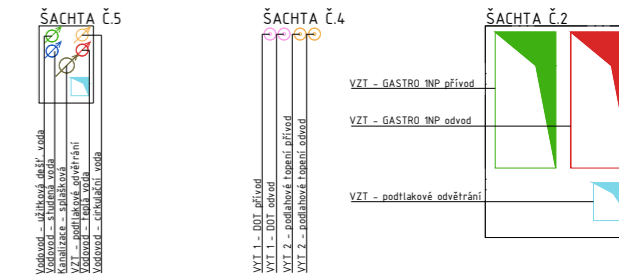 ŠACHTA Č.5
Vodovod - užitková dešť. voda
Vodovod - studená voda
Kanalizace - splašková
VZT - podtlakové odvětrání
Vodovod - teplá voda
Vodovod - cirkulační voda
ŠACHTA Č.4
VYT 1 - DOT přívod
VYT 1 - DOT odvod
VYT 2 - podlahové topení přívod
VYT 2 - podlahové topení odvod
ŠACHTA Č.2
VZT - GASTRO 1NP přívod
VZT - GASTRO 1NP odvod
VZT - podtlakové odvětrání